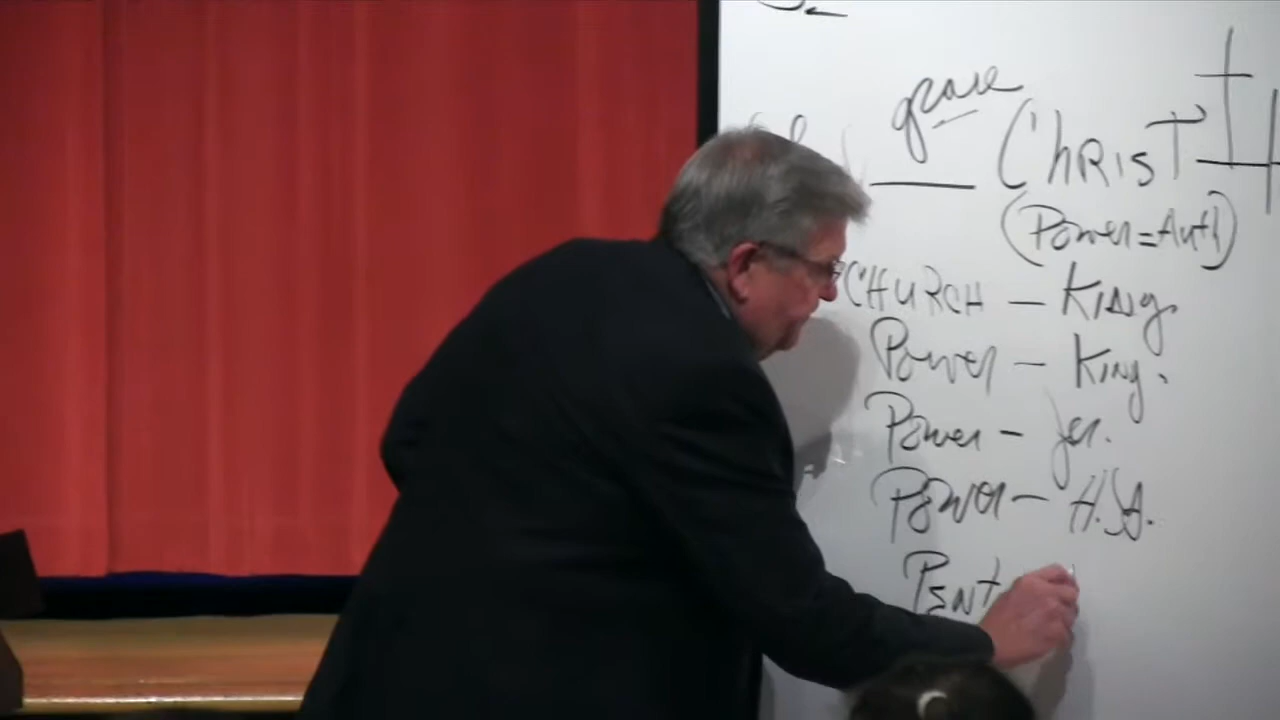 grace
CHRIST
(Power=Auth)
CHURCH – KING.
Power – King.
Power – Jer.
Power – H.S.
PENT